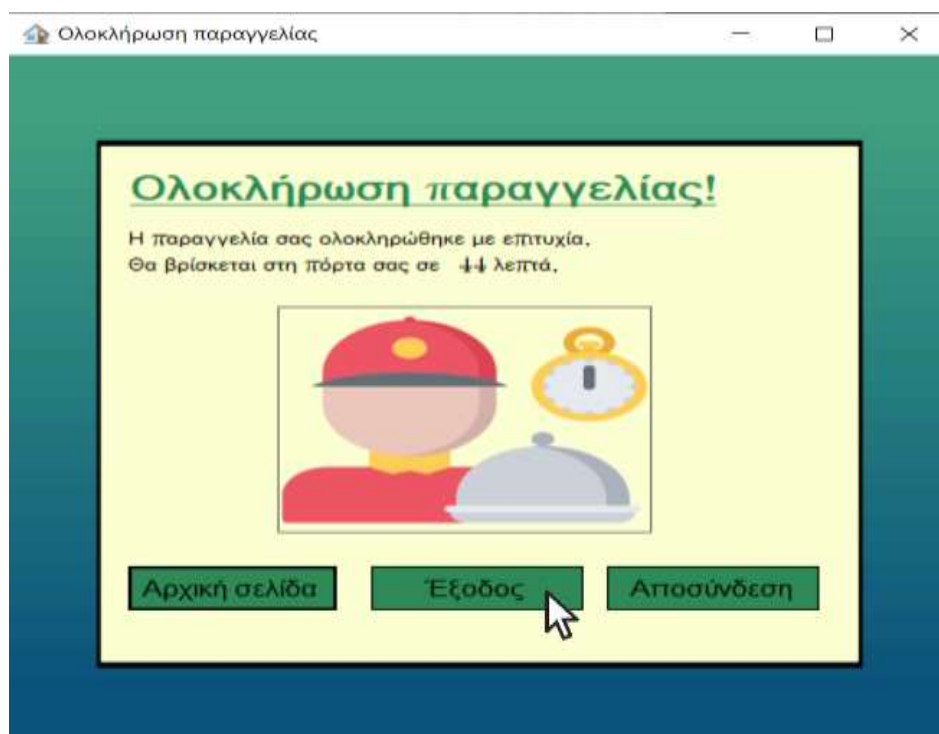 Ολοκλήρωση παραγγελίας
Ολοκλήρωση παραγγελίας!
Η παραγγελία σας ολοκληρώθηκε με επιτυχία.
Θα βρίσκεται στη πόρτα σας σε λεπτά.
Αρχική σελίδα Έξοδος Αποσύνδεση